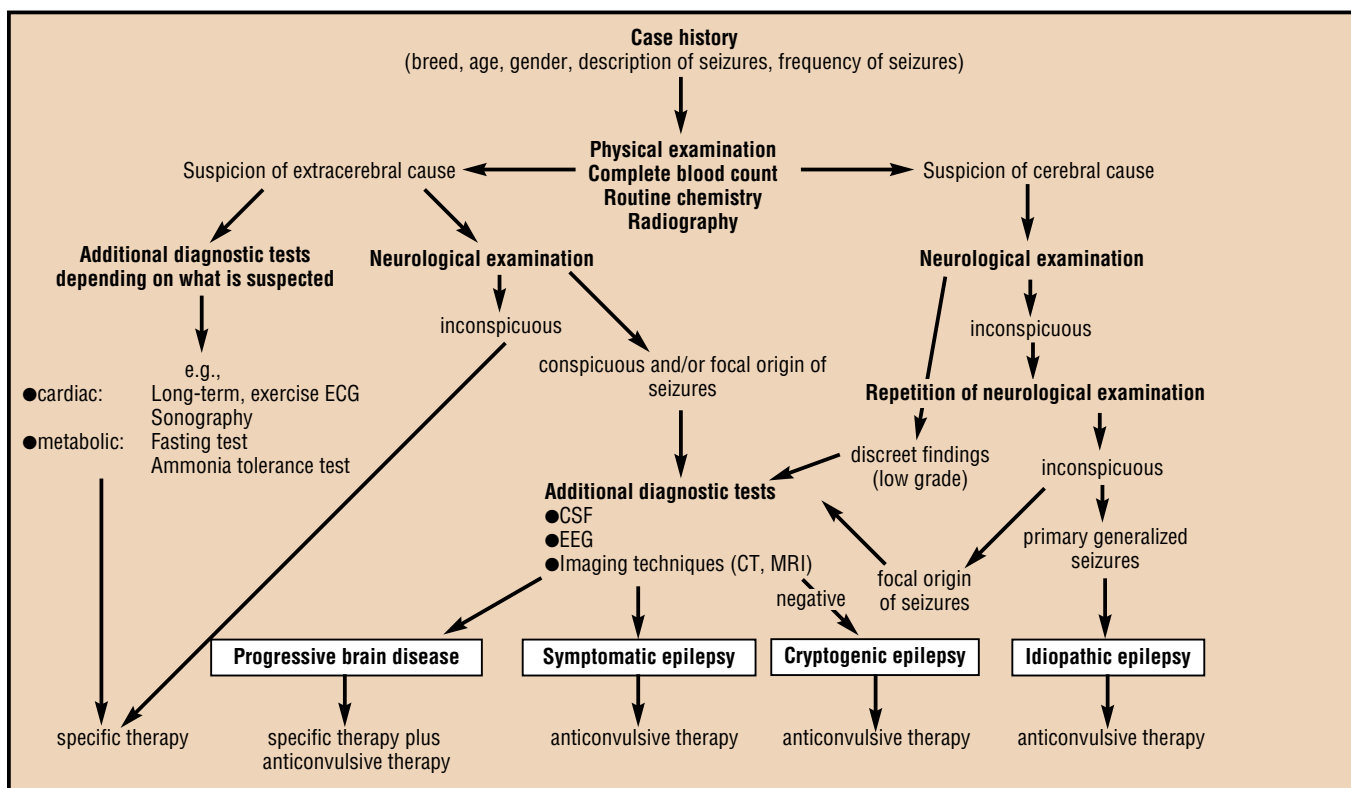 Case history
(breed, age, gender, description of seizures, frequency of seizures)
Physical examination
Complete blood count
Routine chemistry
Radiography
Suspicion of extracerebral cause
Suspicion of cerebral cause
Additional diagnostic tests
depending on what is suspected
Neurological examination
Neurological examination
inconspicuous
inconspicuous
e.g.,
●cardiac: Long-term, exercise ECG
Sonography
●metabolic: Fasting test
Ammonia tolerance test
conspicuous and/or focal origin of
seizures
Repetition of neurological examination
discreet findings
(low grade)
inconspicuous
Additional diagnostic tests
●CSF
●EEG
●Imaging techniques (CT, MRI)
negative
focal origin
of seizures
primary generalized
seizures
Progressive brain disease
Symptomatic epilepsy
Cryptogenic epilepsy
Idiopathic epilepsy
specific therapy
specific therapy plus
anticonvulsive therapy
anticonvulsive therapy
anticonvulsive therapy
anticonvulsive therapy